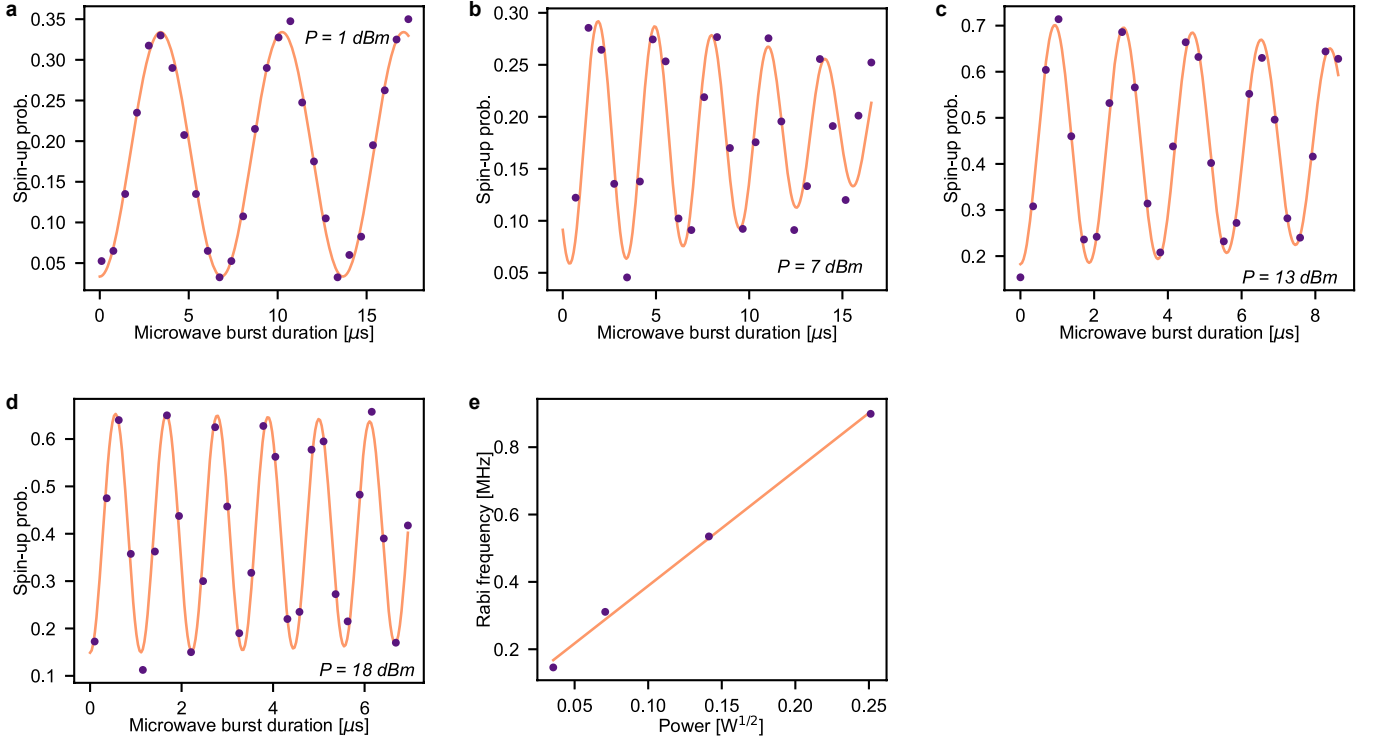 a
0.35
0.30
0.25
0.20
0.15
0.10
0.05
Spin-up prob.
P = 1 dBm
0 5 10 15
Microwave burst duration [μs]
b
0.30
0.25
0.20
0.15
0.10
0.05
Spin-up prob.
P = 7 dBm
0 5 10 15
Microwave burst duration [μs]
c
0.7
0.6
0.5
0.4
0.3
0.2
Spin-up prob.
P = 13 dBm
0 2 4 6 8
Microwave burst duration [μs]
d
0.6
0.5
0.4
0.3
0.2
0.1
Spin-up prob.
P = 18 dBm
0 2 4 6
Microwave burst duration [μs]
e
0.8
0.6
0.4
0.2
Rabi frequency [MHz]
0.05 0.10 0.15 0.20 0.25
Power [W^{1/2}]